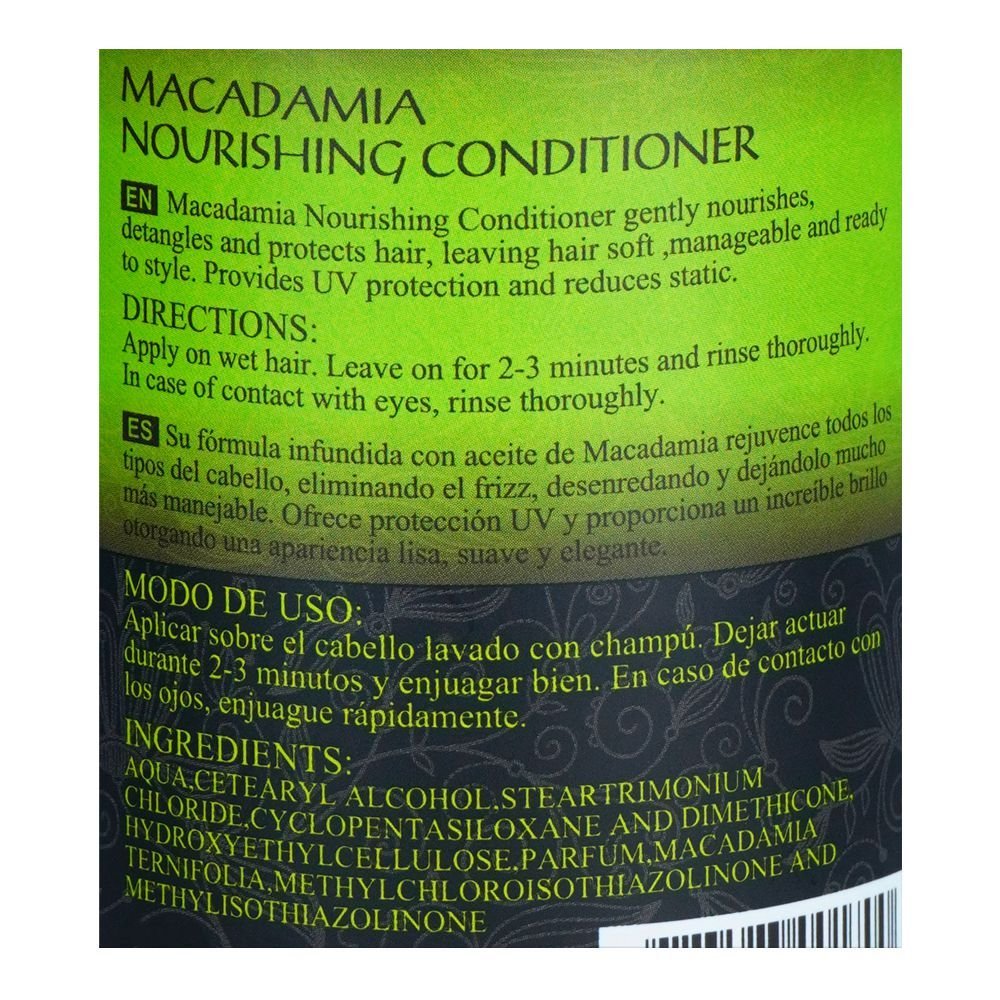 MACADAMIA
NOURISHING CONDITIONER
EN Macadamia Nourishing Conditioner gently nourishes,
detangles and protects hair, leaving hair soft ,manageable and ready
to style. Provides UV protection and reduces static.
DIRECTIONS:
Apply on wet hair. Leave on for 2-3 minutes and rinse thoroughly.
In case of contact with eyes, rinse thoroughly.
ES Su fórmula infundida con aceite de Macadamia rejuvence todos los
tipos del cabello, eliminando el frizz, desenredando y dejándolo mucho
más manejable. Ofrece protección UV y proporciona un increíble brillo
otorgando una apariencia lisa, suave y elegante.
MODO DE USO:
Aplicar sobre el cabello lavado con champú. Dejar actuar
durante 2-3 minutos y enjuagar bien. En caso de contacto con
los ojos, enjuague rápidamente.
INGREDIENTS:
AQUA,CETEARYL ALCOHOL,STEARTRIMONIUM
CHLORIDE,CYCLOPENTASILOXANE AND DIMETHICONE,
HYDROXYETHYLCELLULOSE,PARFUM,MACADAMIA
TERNIFOLIA,METHYLCHLOROISOTHIAZOLINONE AND
METHYLISOTHIAZOLINONE